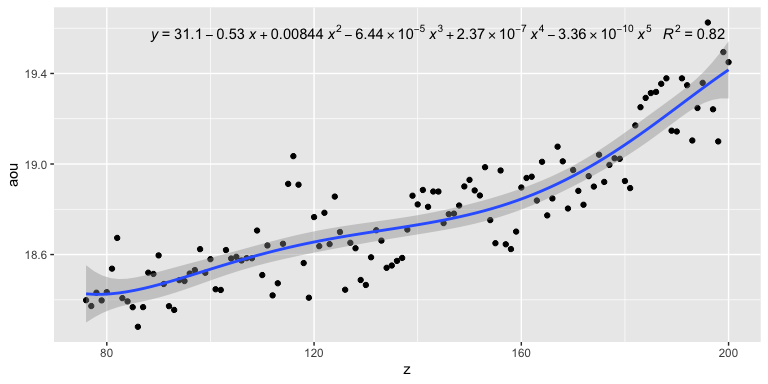 y = 31.1 − 0.53 x + 0.00844 x² − 6.44 × 10⁻⁵ x³ + 2.37 × 10⁻⁷ x⁴ − 3.36 × 10⁻¹⁰ x⁵ R² = 0.82
19.4
19.0
18.6
aou
80 120 160 200
z